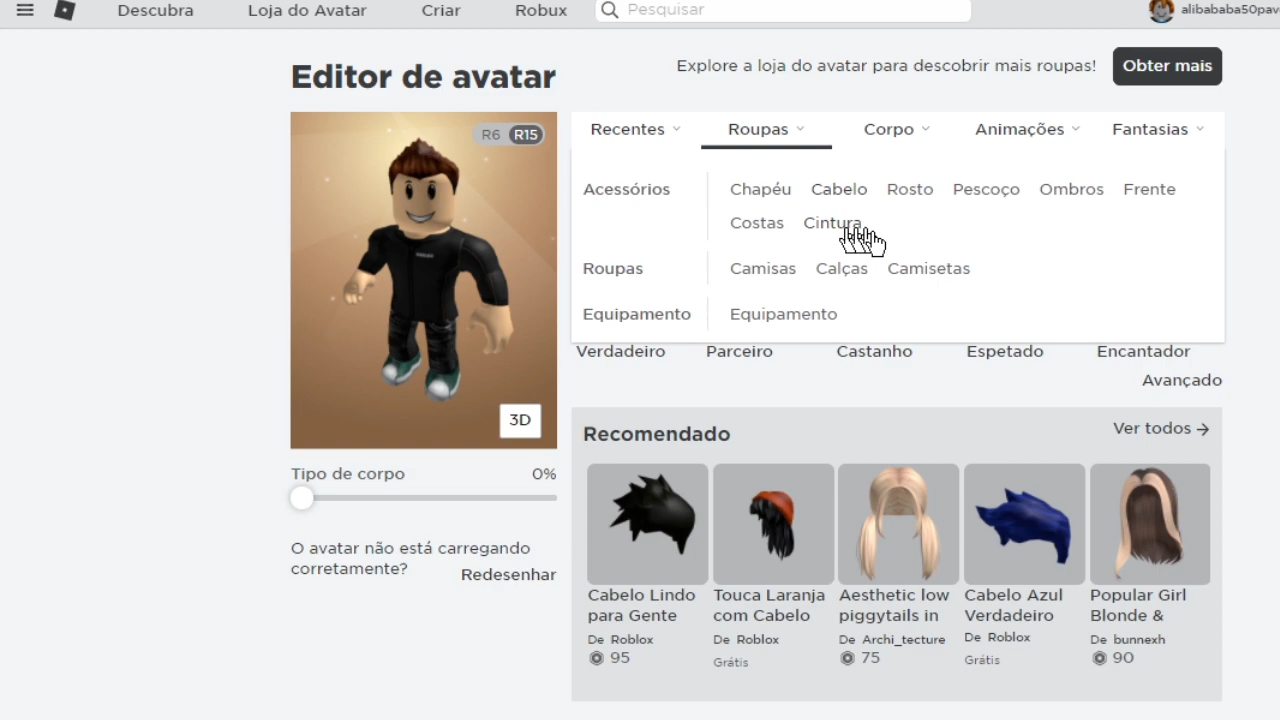 Descubra Loja do Avatar Criar Robux Pesquisar alibababa50pav
Editor de avatar
Explore a loja do avatar para descobrir mais roupas! Obter mais
R6 R15
3D
Tipo de corpo 0%
O avatar não está carregando
corretamente?
Redesenhar
Recentes Roupas Corpo Animações Fantasias
Acessórios Chapéu Cabelo Rosto Pescoço Ombros Frente
Costas Cintura
Roupas Camisas Calças Camisetas
Equipamento Equipamento
Verdadeiro Parceiro Castanho Espetado Encantador
Avançado
Recomendado Ver todos →
Cabelo Lindo
para Gente
De Roblox
95
Touca Laranja
com Cabelo
De Roblox
Grátis
Aesthetic low
piggytails in
De Archi_tecture
75
Cabelo Azul
Verdadeiro
De Roblox
Grátis
Popular Girl
Blonde &
De bunnexh
90